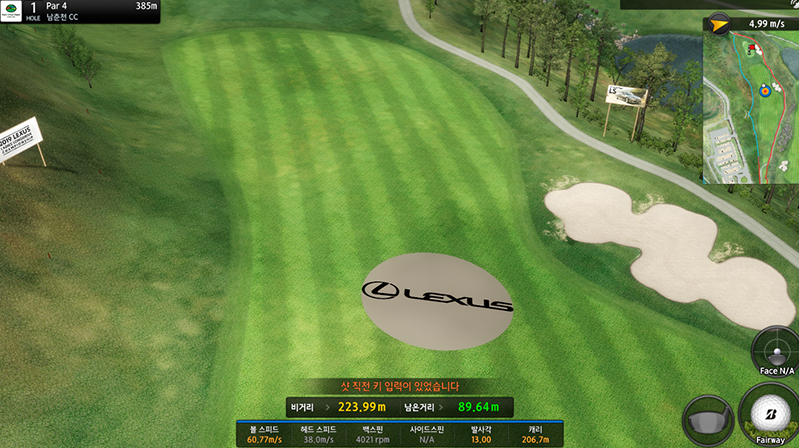 1 Par 4 385m
HOLE 남춘천 CC
4.99 m/s
LS
2019 LEXUS
CHAMPIONSHIP
LEXUS
샷 직전 키 입력이 있었습니다
비거리 > 223.99m 남은거리 > 89.64m
볼 스피드 헤드 스피드 백스핀 사이드스핀 발사각 캐리
60.77m/s 38.0m/s 4021 rpm N/A 13.00 206.7m
Face N/A
B
Fairway